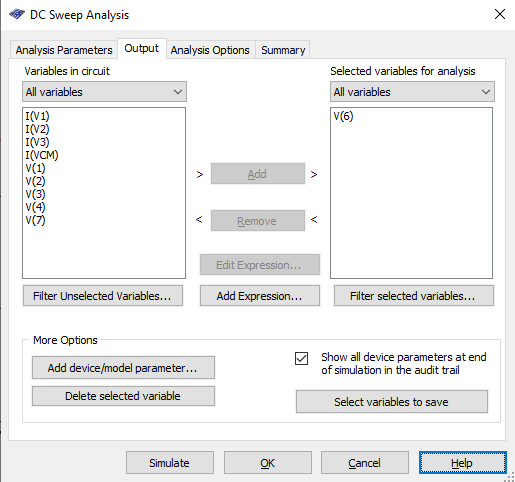 DC Sweep Analysis
Analysis Parameters Output Analysis Options Summary
Variables in circuit
Selected variables for analysis
All variables
All variables
I(V1)
I(V2)
I(V3)
I(VCM)
V(1)
V(2)
V(3)
V(4)
V(7)
V(6)
> Add >
< Remove <
Edit Expression...
Filter Unselected Variables...
Add Expression...
Filter selected variables...
More Options
Add device/model parameter...
Delete selected variable
Show all device parameters at end
of simulation in the audit trail
Select variables to save
Simulate
OK
Cancel
Help